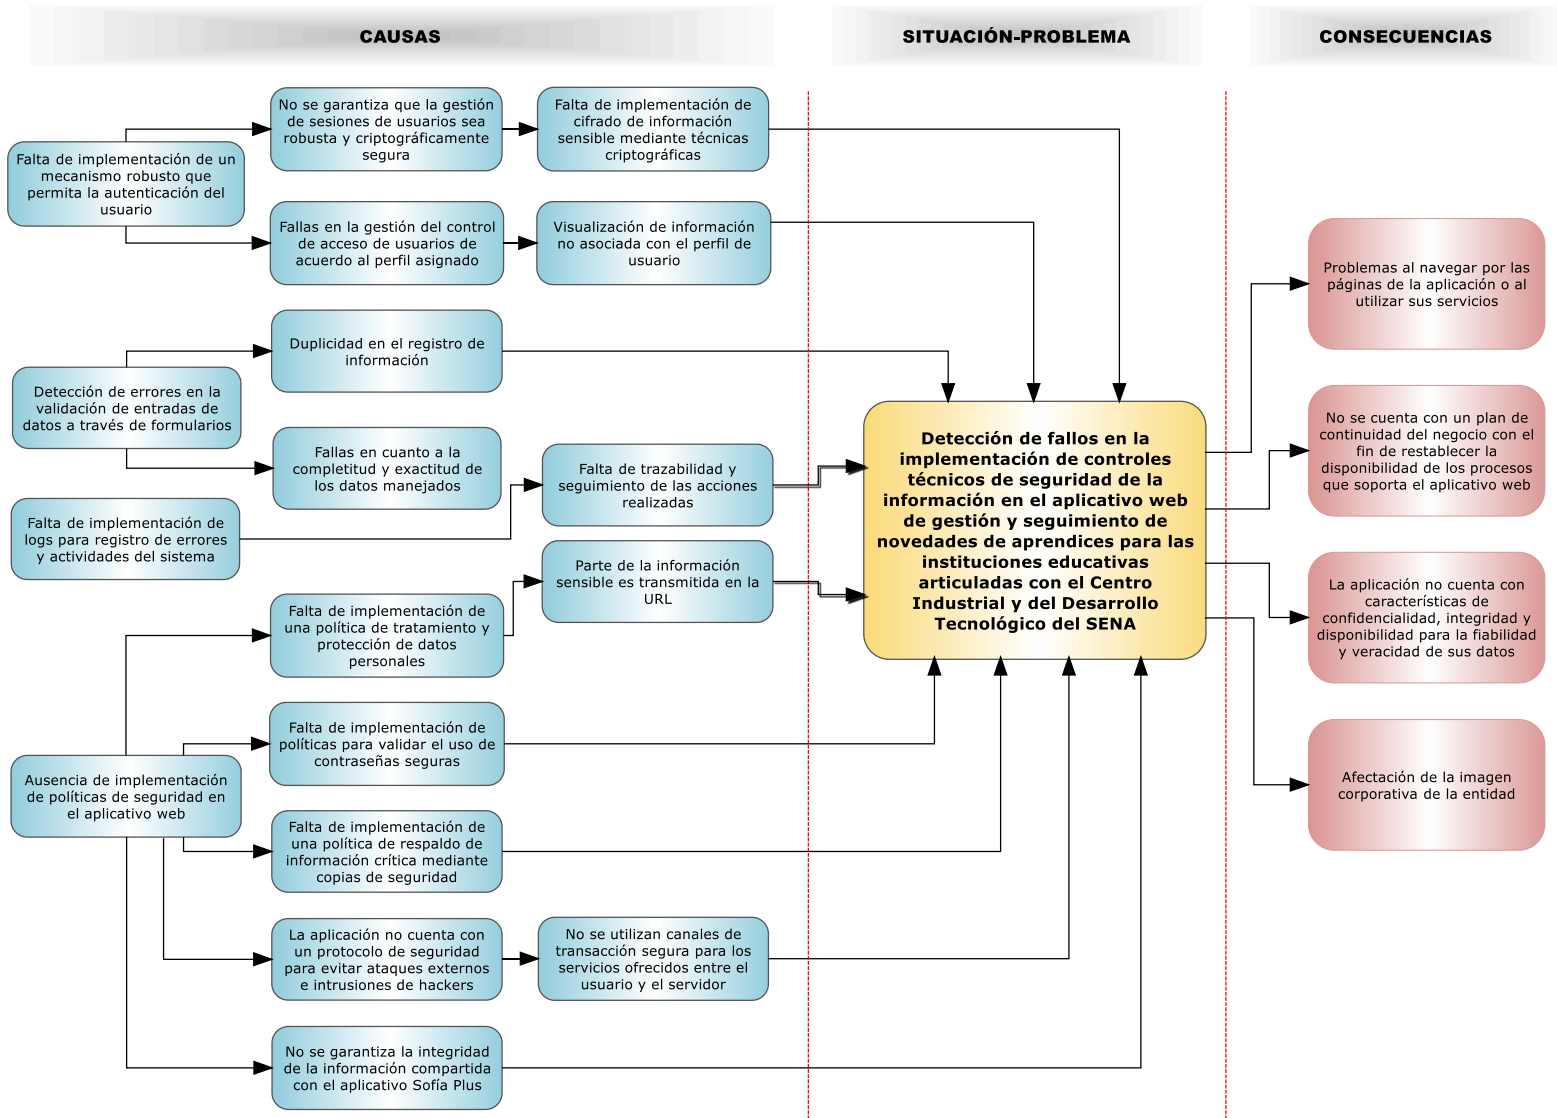 CAUSAS
SITUACIÓN-PROBLEMA
CONSECUENCIAS
Falta de implementación de un
mecanismo robusto que
permita la autenticación del
usuario
No se garantiza que la gestión
de sesiones de usuarios sea
robusta y criptográficamente
segura
Falta de implementación de
cifrado de información
sensible mediante técnicas
criptográficas
Fallas en la gestión del control
de acceso de usuarios de
acuerdo al perfil asignado
Visualización de información
no asociada con el perfil de
usuario
Detección de errores en la
validación de entradas de
datos a través de formularios
Duplicidad en el registro de
información
Fallas en cuanto a la
completitud y exactitud de
los datos manejados
Falta de implementación de
logs para registro de errores
y actividades del sistema
Falta de trazabilidad y
seguimiento de las acciones
realizadas
Ausencia de implementación
de políticas de seguridad en
el aplicativo web
Falta de implementación de
una política de tratamiento y
protección de datos
personales
Parte de la información
sensible es transmitida en la
URL
Falta de implementación de
políticas para validar el uso de
contraseñas seguras
Falta de implementación de
una política de respaldo de
información crítica mediante
copias de seguridad
La aplicación no cuenta con
un protocolo de seguridad
para evitar ataques externos
e intrusiones de hackers
No se utilizan canales de
transacción segura para los
servicios ofrecidos entre el
usuario y el servidor
No se garantiza la integridad
de la información compartida
con el aplicativo Sofía Plus
Detección de fallos en la
implementación de controles
técnicos de seguridad de la
información en el aplicativo web
de gestión y seguimiento de
novedades de aprendices para las
instituciones educativas
articuladas con el Centro
Industrial y del Desarrollo
Tecnológico del SENA
Problemas al navegar por las
páginas de la aplicación o al
utilizar sus servicios
No se cuenta con un plan de
continuidad del negocio con el
fin de restablecer la
disponibilidad de los procesos
que soporta el aplicativo web
La aplicación no cuenta con
características de
confidencialidad, integridad y
disponibilidad para la fiabilidad
y veracidad de sus datos
Afectación de la imagen
corporativa de la entidad